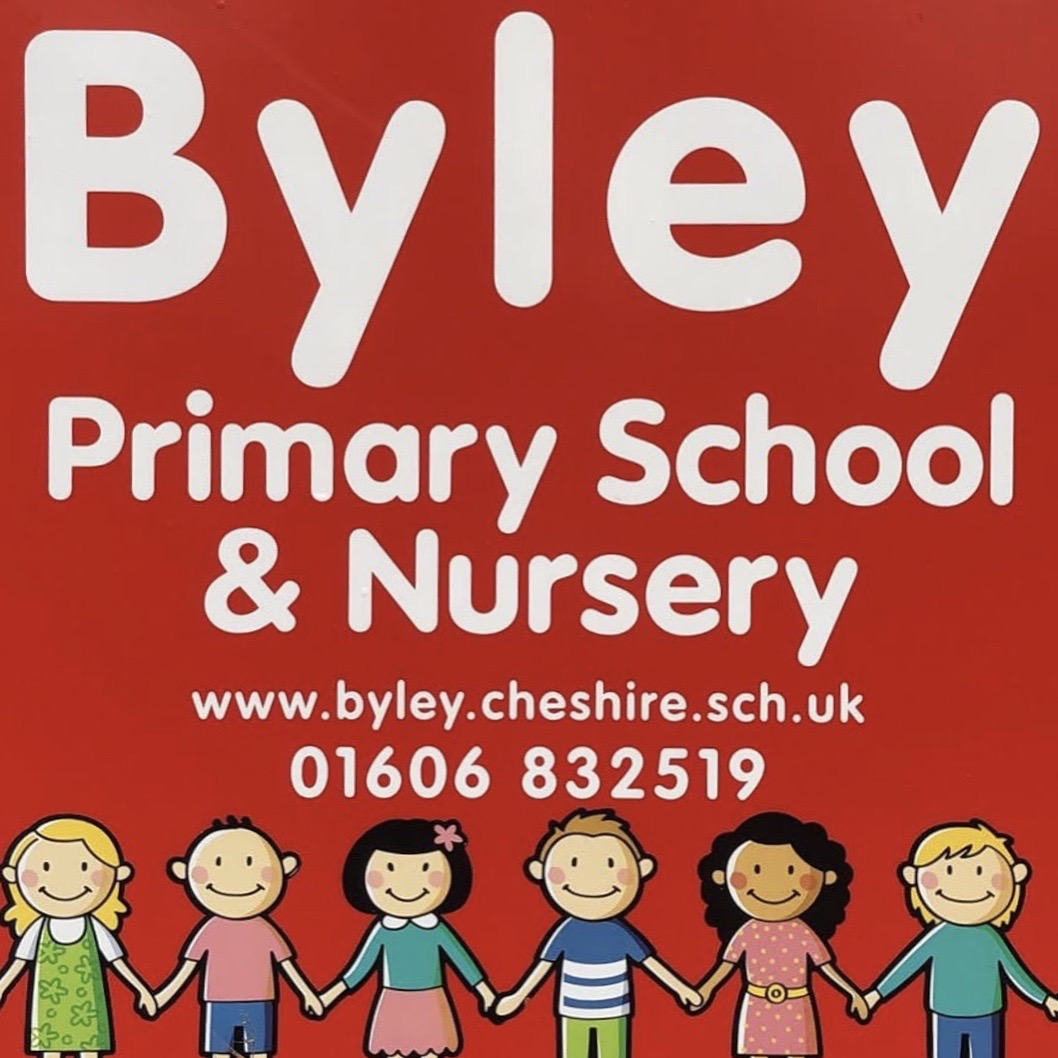 Byley
Primary School
& Nursery
www.byley.cheshire.sch.uk
01606 832519